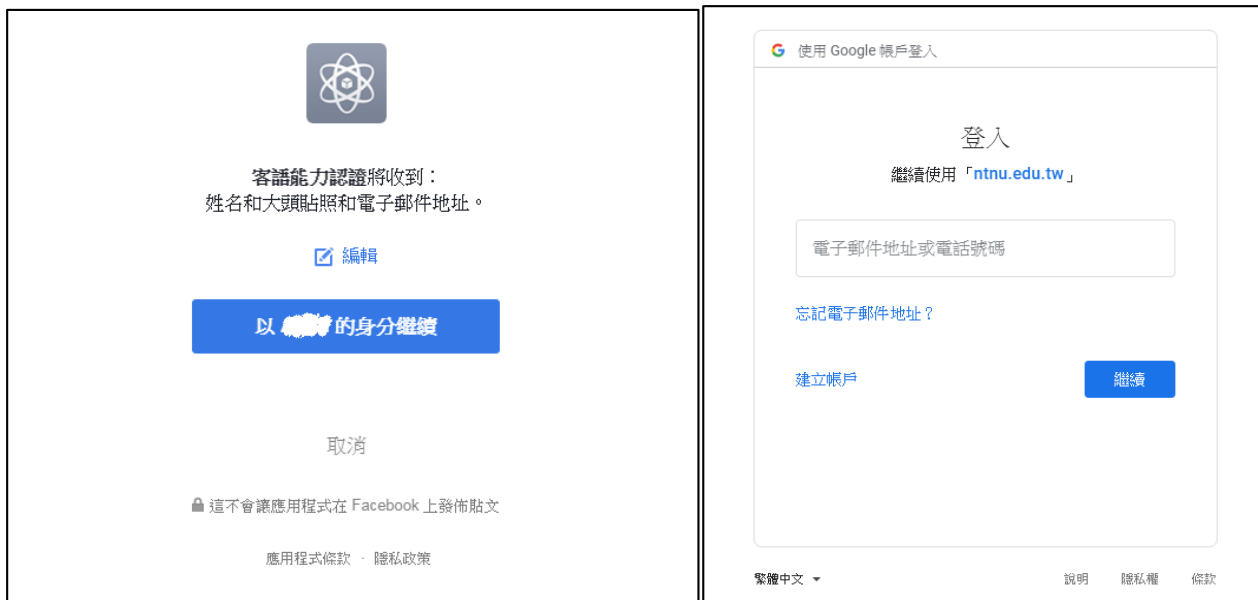 客語能力認證將收到：
姓名和大頭貼照和電子郵件地址。
編輯
以 的身分繼續
取消
這不會讓應用程式在 Facebook 上發佈貼文
應用程式條款 · 隱私政策
使用 Google 帳戶登入
登入
繼續使用「ntnu.edu.tw」
電子郵件地址或電話號碼
忘記電子郵件地址？
建立帳戶
繼續
繁體中文
說明 隱私權 條款